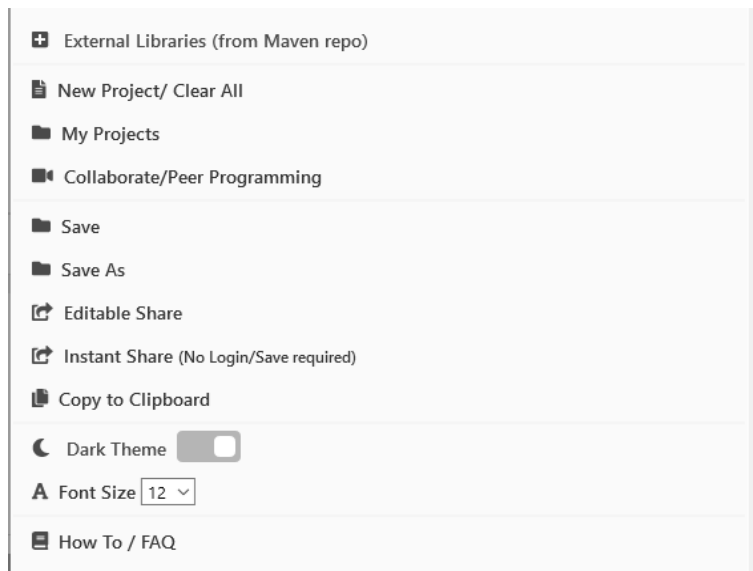 External Libraries (from Maven repo)
New Project/ Clear All
My Projects
Collaborate/Peer Programming
Save
Save As
Editable Share
Instant Share (No Login/Save required)
Copy to Clipboard
Dark Theme
A Font Size 12
How To / FAQ